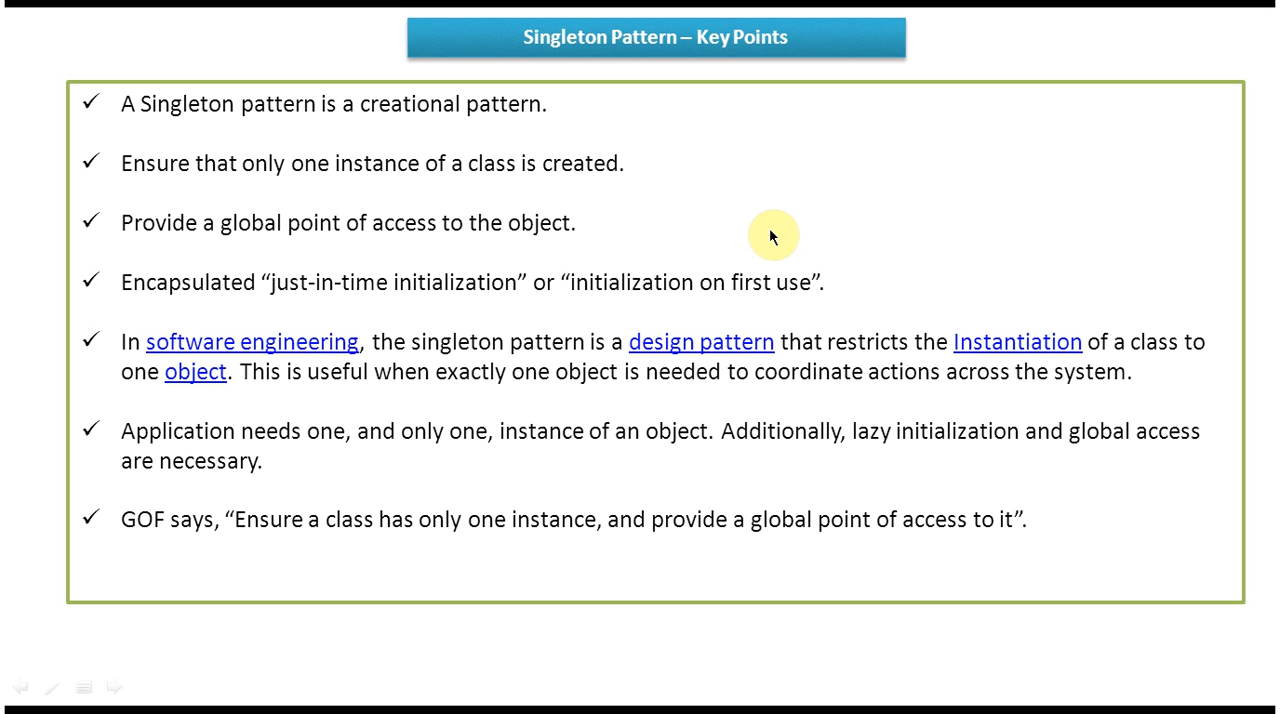 Singleton Pattern – Key Points
✓ A Singleton pattern is a creational pattern.
✓ Ensure that only one instance of a class is created.
✓ Provide a global point of access to the object.
✓ Encapsulated “just-in-time initialization” or “initialization on first use”.
✓ In software engineering, the singleton pattern is a design pattern that restricts the Instantiation of a class to
one object. This is useful when exactly one object is needed to coordinate actions across the system.
✓ Application needs one, and only one, instance of an object. Additionally, lazy initialization and global access
are necessary.
✓ GOF says, “Ensure a class has only one instance, and provide a global point of access to it”.